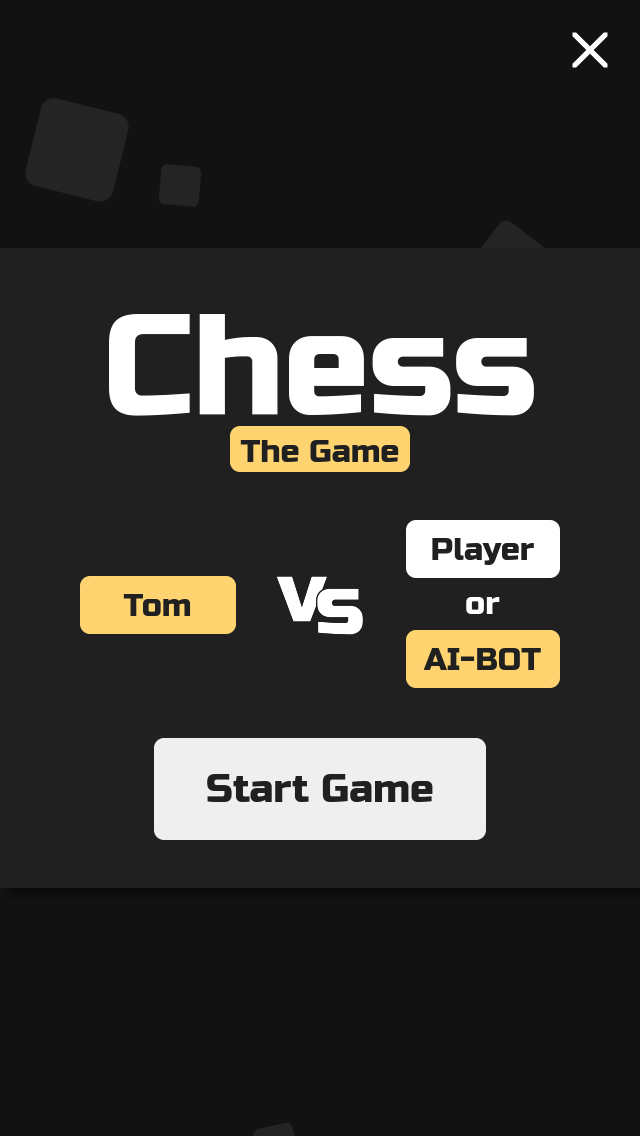 Chess
The Game
Tom
VS
Player
or
AI-BOT
Start Game